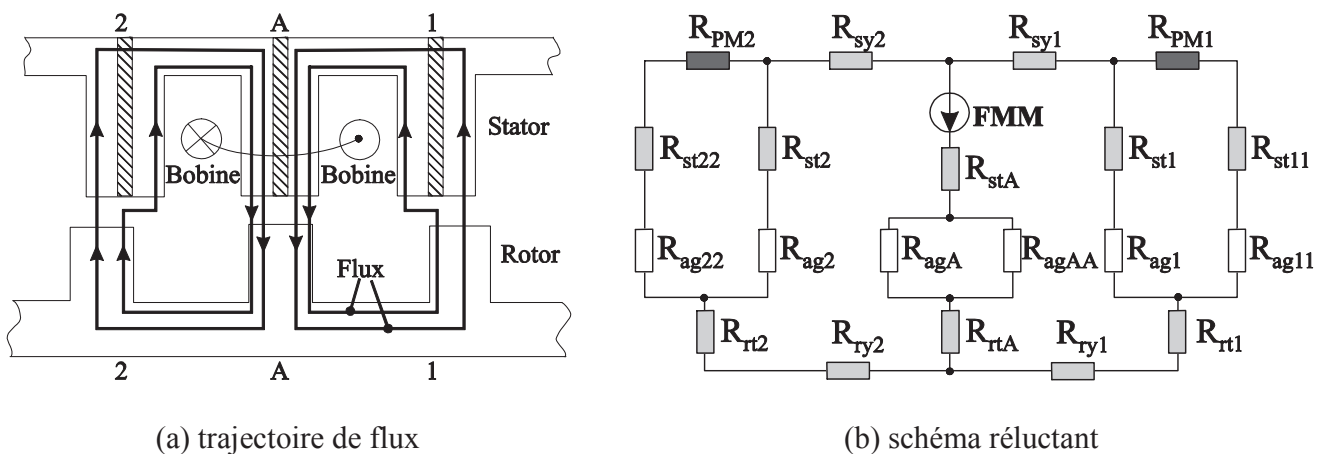 2 A 1
Stator
Bobine Bobine
Rotor
Flux
2 A 1
(a) trajectoire de flux
R_PM2 R_sy2 R_sy1 R_PM1
FMM
R_st22 R_st2 R_stA R_st1 R_st11
R_ag22 R_ag2 R_agA R_agAA R_ag1 R_ag11
R_rt2 R_ry2 R_rtA R_ry1 R_rt1
(b) schéma réluctant